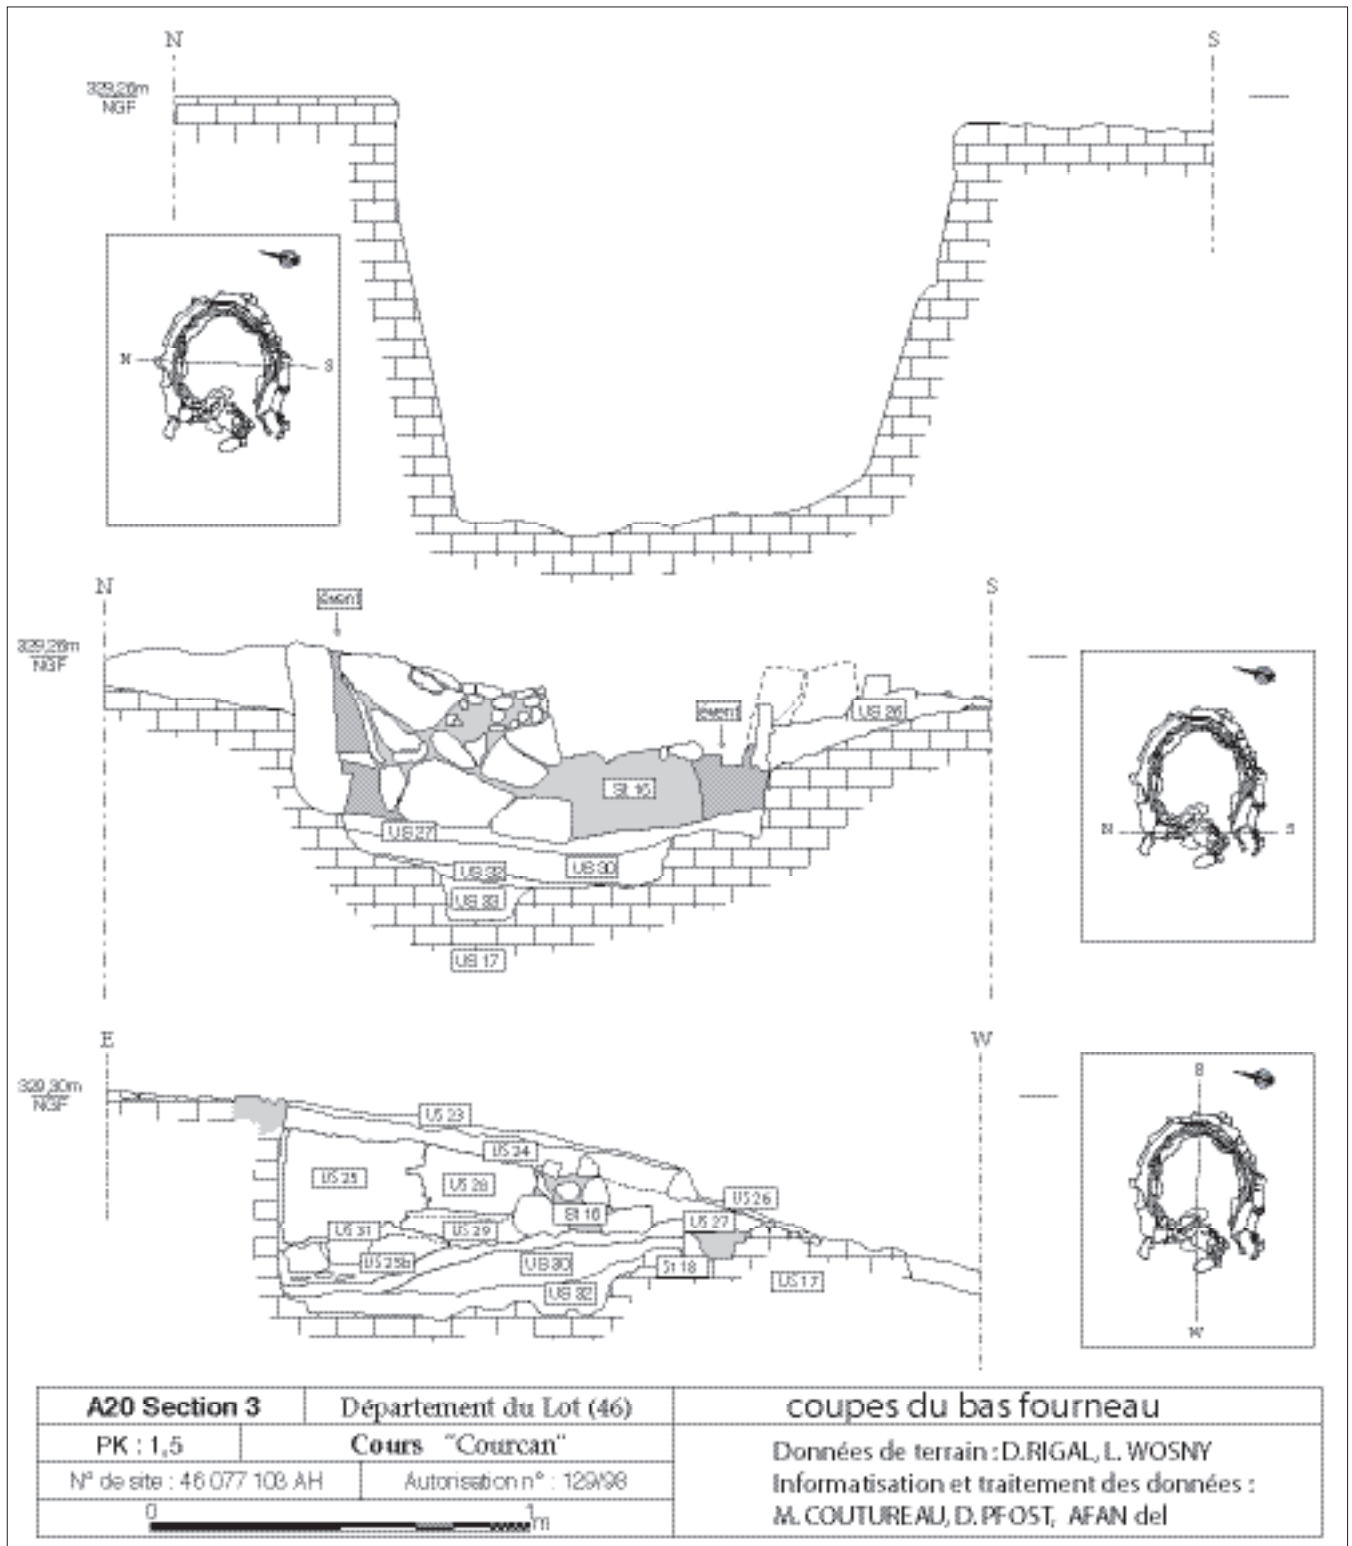 N
S
329,26m
NGF
N
S
N
S
évent
329,26m
NGF
évent
US 26
St 16
US 27
US 32
US 30
US 33
US 17
N
S
E
W
329,30m
NGF
US 23
US 24
US 25
US 28
US 26
St 16
US 27
US 31
US 29
US 25b
US 30
St 18
US 17
US 32
W
A20 Section 3
Département du Lot (46)
coupes du bas fourneau
PK : 1,5
Cours "Courcan"
Données de terrain : D.RIGAL, L. WOSNY
N° de site : 46 077 103 AH
Autorisation n° : 129/98
Informatisation et traitement des données :
M. COUTUREAU, D. PFOST, AFAN del
0
1
m